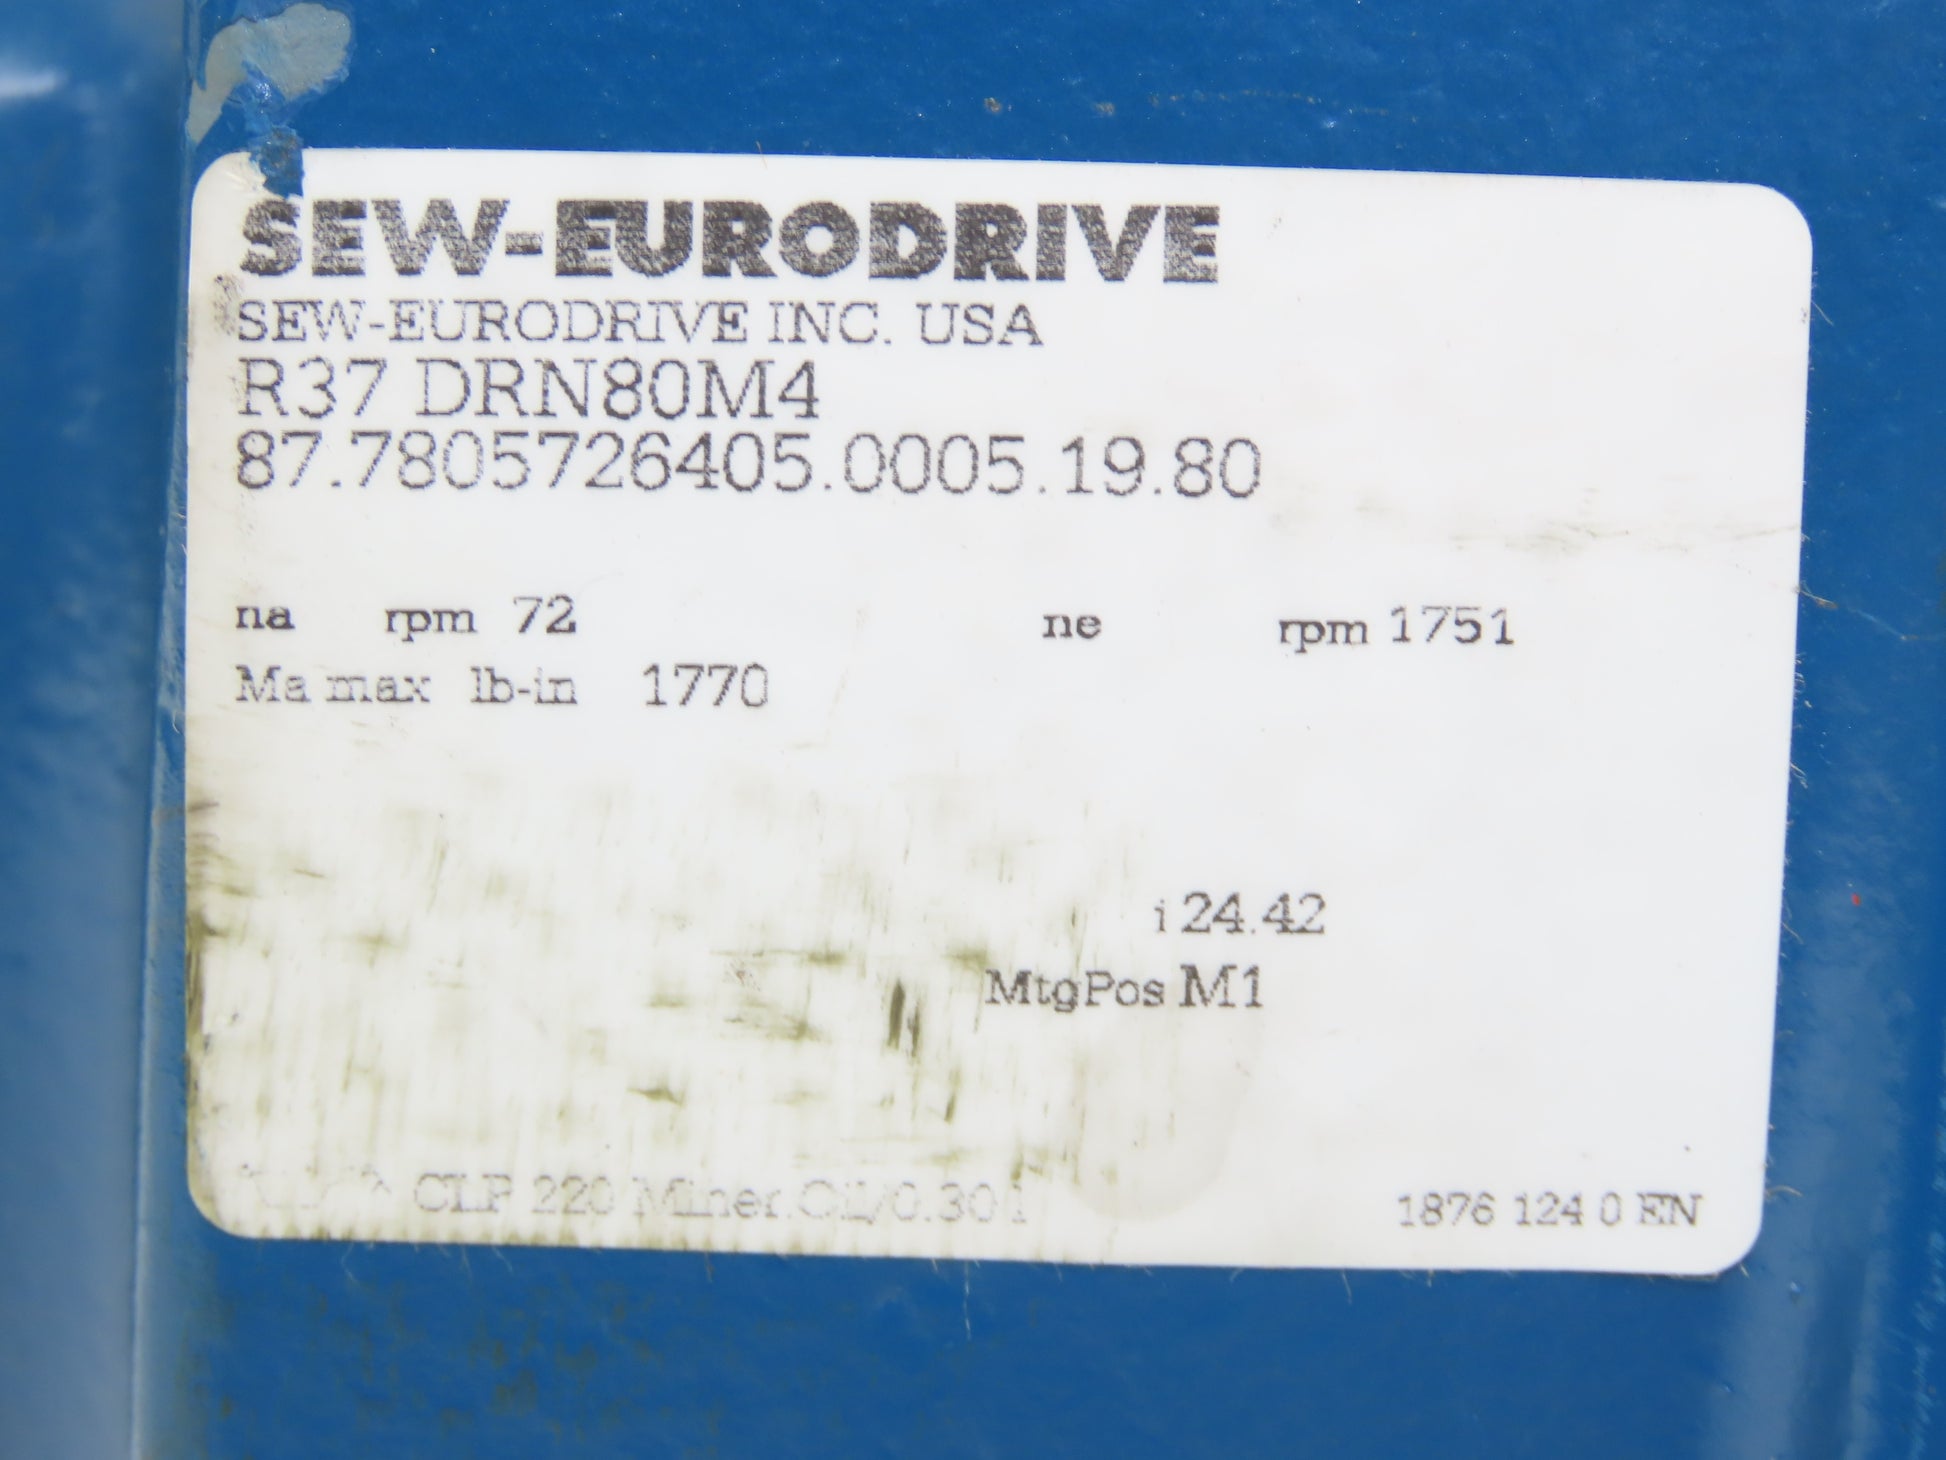 SEW-EURODRIVE
SEW-EURODRIVE INC. USA
R37 DRN80M4
87.7805726405.0005.19.80
na rpm 72 ne rpm 1751
Ma max lb-in 1770
i 24.42
MtgPos M1
CLP 220 Miner.Oil/0.30 l 1876 124 0 EN